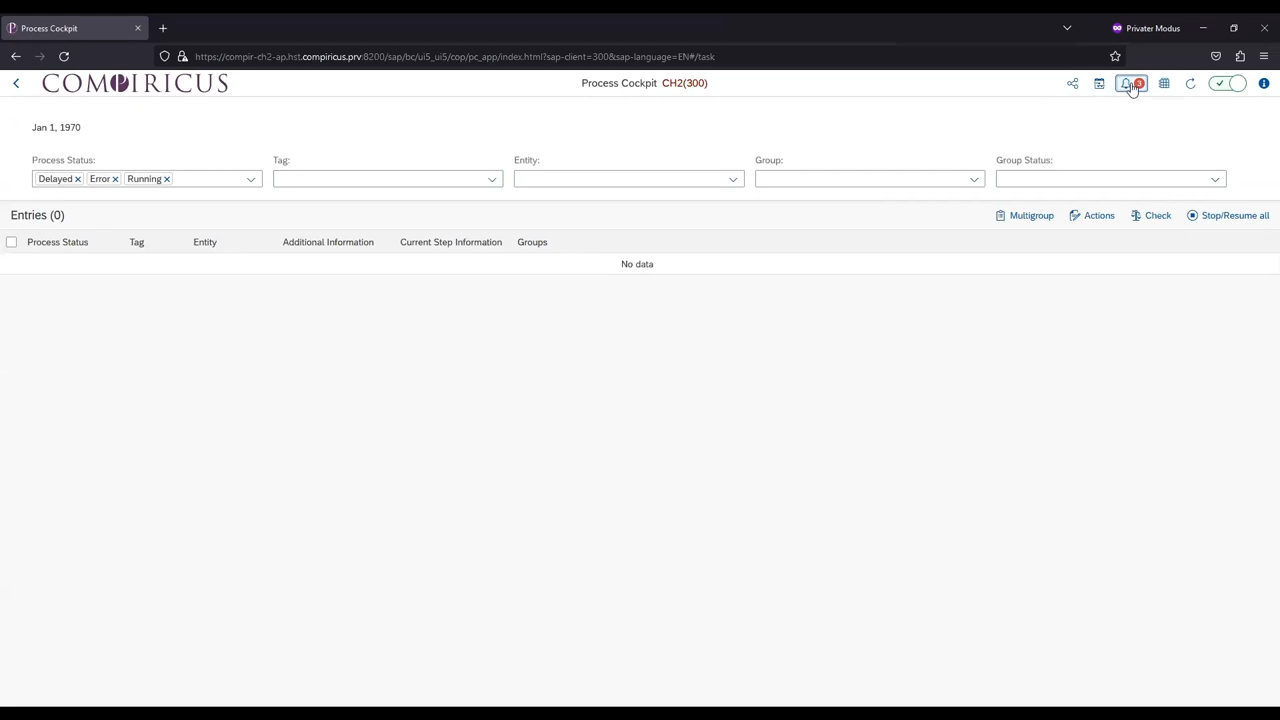 Process Cockpit
Privater Modus
https://compir-ch2-ap.hst.compiricus.prv:8200/sap/bc/ui5_ui5/cop/pc_app/index.html?sap-client=300&sap-language=EN#/task
COMPIRICUS
Process Cockpit CH2(300)
3
Jan 1, 1970
Process Status:
Tag:
Entity:
Group:
Group Status:
Delayed
Error
Running
Entries (0)
Multigroup
Actions
Check
Stop/Resume all
Process Status
Tag
Entity
Additional Information
Current Step Information
Groups
No data